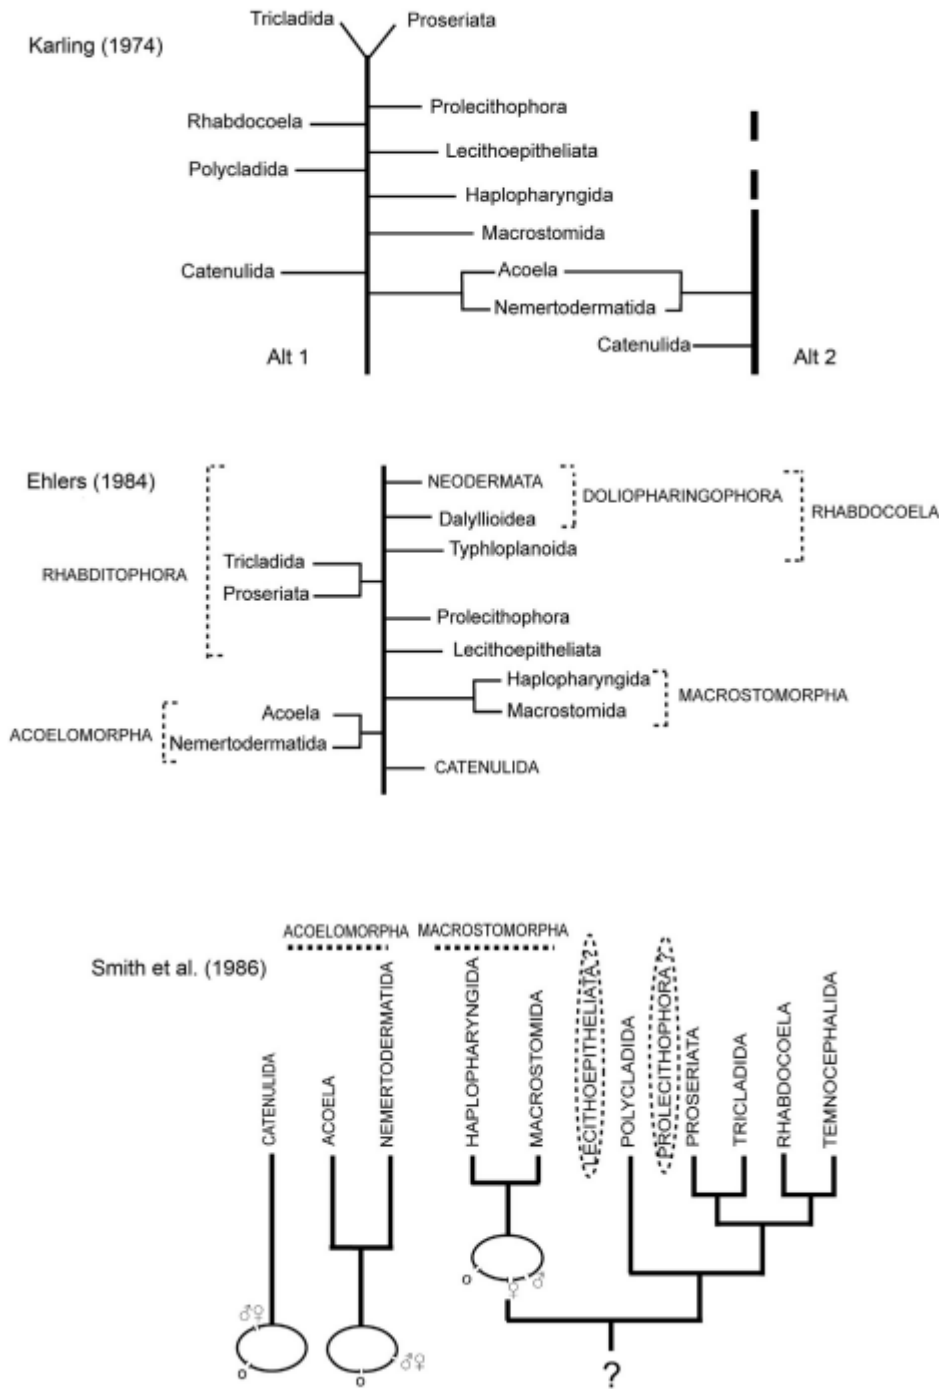 Tricladida
Proseriata
Karling (1974)
Prolecithophora
Rhabdocoela
Lecithoepitheliata
Polycladida
Haplopharyngida
Macrostomida
Catenulida
Acoela
Nemertodermatida
Catenulida
Alt 1
Alt 2
Ehlers (1984)
NEODERMATA
DOLIOPHARINGOPHORA
RHABDOCOELA
Dalyllioidea
Typhloplanoida
Tricladida
RHABDITOPHORA
Proseriata
Prolecithophora
Lecithoepitheliata
Haplopharyngida
MACROSTOMORPHA
Macrostomida
Acoela
ACOELOMORPHA
Nemertodermatida
CATENULIDA
ACOELOMORPHA
MACROSTOMORPHA
Smith et al. (1986)
CATENULIDA
ACOELA
NEMERTODERMATIDA
HAPLOPHARYNGIDA
MACROSTOMIDA
LECITHOEPITHELIATA?
POLYCLADIDA
PROLECITHOPHORA?
PROSERIATA
TRICLADIDA
RHABDOCOELA
TEMNOCEPHALIDA
o
♀
♂
♂♀
o
♂♀
o
?